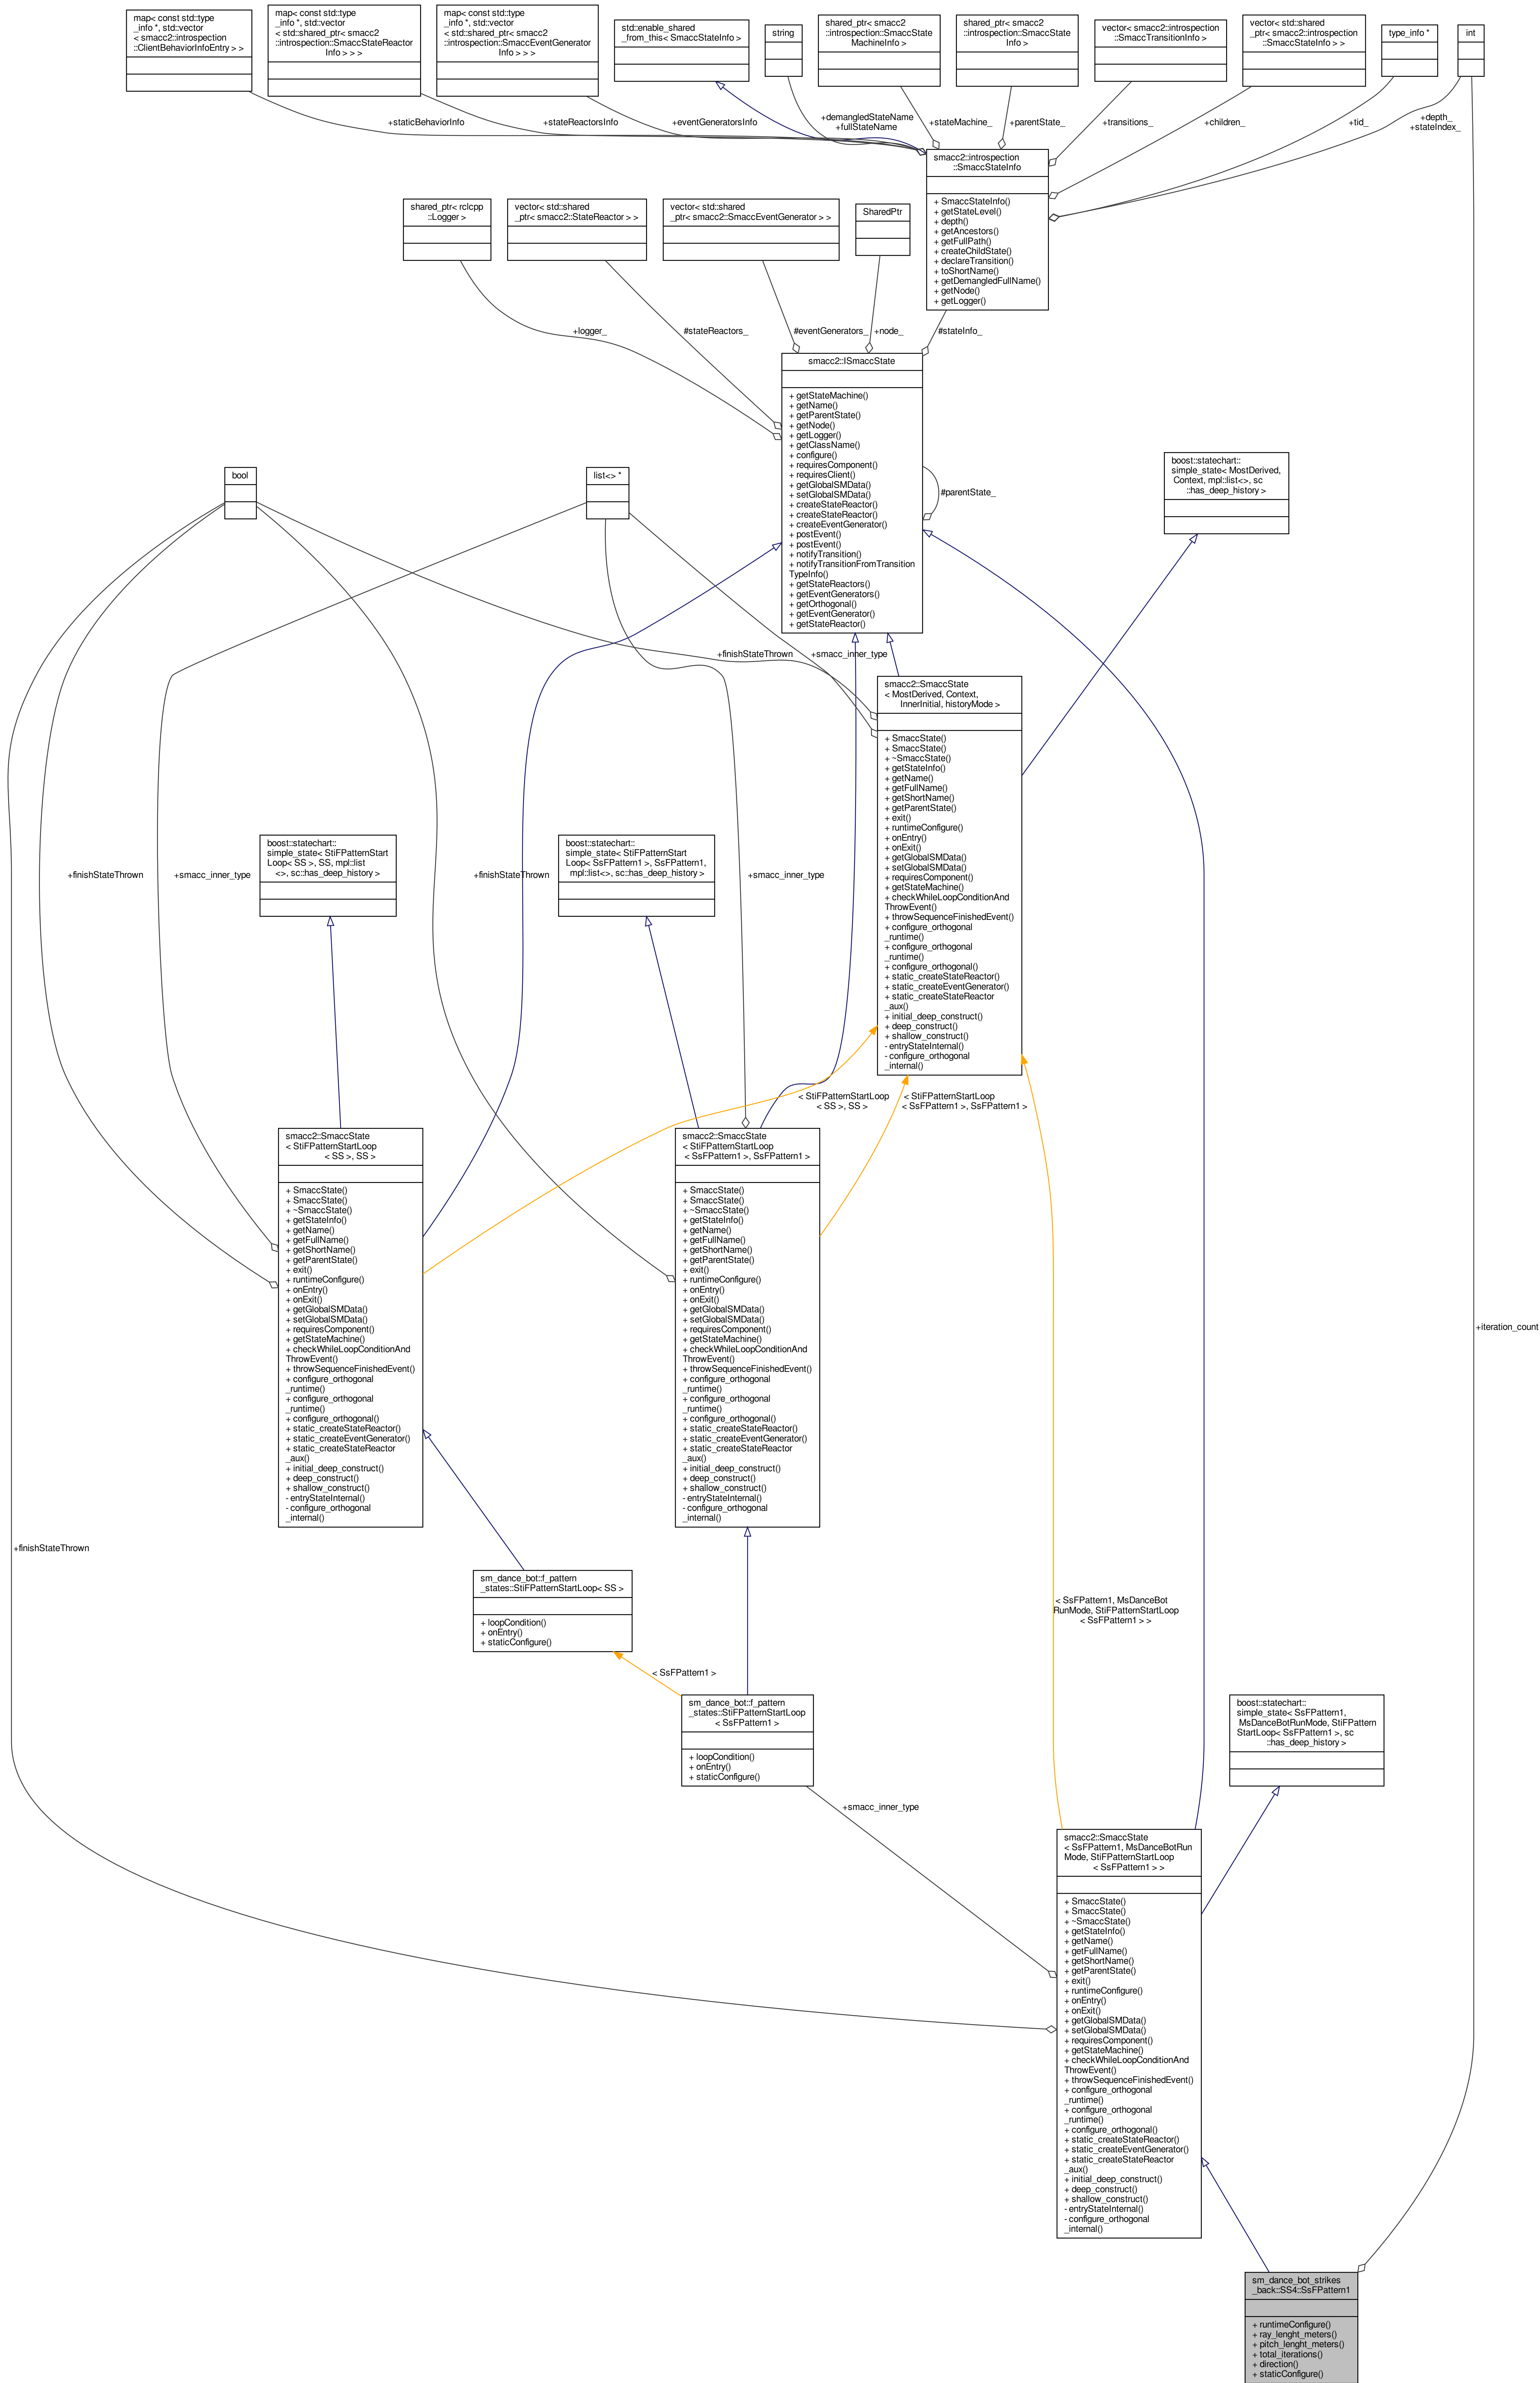 map< const std::type
_info *, std::vector
< smacc2::introspection
::ClientBehaviorInfoEntry > >
map< const std::type
_info *, std::vector
< std::shared_ptr< smacc2
::introspection::SmaccStateReactor
Info > > >
map< const std::type
_info *, std::vector
< std::shared_ptr< smacc2
::introspection::SmaccEventGenerator
Info > > >
std::enable_shared
_from_this< SmaccStateInfo >
string
shared_ptr< smacc2
::introspection::SmaccState
MachineInfo >
shared_ptr< smacc2
::introspection::SmaccState
Info >
vector< smacc2::introspection
::SmaccTransitionInfo >
vector< std::shared
_ptr< smacc2::introspection
::SmaccStateInfo > >
type_info *
int
+staticBehaviorInfo
+stateReactorsInfo
+eventGeneratorsInfo
+demangledStateName
+fullStateName
+stateMachine_
+parentState_
+transitions_
+children_
+tid_
+depth_
+stateIndex_
smacc2::introspection
::SmaccStateInfo
+ SmaccStateInfo()
+ getStateLevel()
+ depth()
+ getAncestors()
+ getFullPath()
+ createChildState()
+ declareTransition()
+ toShortName()
+ getDemangledFullName()
+ getNode()
+ getLogger()
shared_ptr< rclcpp
::Logger >
vector< std::shared
_ptr< smacc2::StateReactor > >
vector< std::shared
_ptr< smacc2::SmaccEventGenerator > >
SharedPtr
+logger_
#stateReactors_
#eventGenerators_
+node_
#stateInfo_
smacc2::ISmaccState
+ getStateMachine()
+ getName()
+ getParentState()
+ getNode()
+ getLogger()
+ getClassName()
+ configure()
+ requiresComponent()
+ requiresClient()
+ getGlobalSMData()
+ setGlobalSMData()
+ createStateReactor()
+ createStateReactor()
+ createEventGenerator()
+ postEvent()
+ postEvent()
+ notifyTransition()
+ notifyTransitionFromTransition
TypeInfo()
+ getStateReactors()
+ getEventGenerators()
+ getOrthogonal()
+ getEventGenerator()
+ getStateReactor()
#parentState_
bool
list<> *
boost::statechart::
simple_state< MostDerived,
Context, mpl::list<>, sc
::has_deep_history >
+finishStateThrown
+smacc_inner_type
smacc2::SmaccState
< MostDerived, Context,
InnerInitial, historyMode >
+ SmaccState()
+ SmaccState()
+ ~SmaccState()
+ getStateInfo()
+ getName()
+ getFullName()
+ getShortName()
+ getParentState()
+ exit()
+ runtimeConfigure()
+ onEntry()
+ onExit()
+ getGlobalSMData()
+ setGlobalSMData()
+ requiresComponent()
+ getStateMachine()
+ checkWhileLoopConditionAnd
ThrowEvent()
+ throwSequenceFinishedEvent()
+ configure_orthogonal
_runtime()
+ configure_orthogonal
_runtime()
+ configure_orthogonal()
+ static_createStateReactor()
+ static_createEventGenerator()
+ static_createStateReactor
_aux()
+ initial_deep_construct()
+ deep_construct()
+ shallow_construct()
- entryStateInternal()
- configure_orthogonal
_internal()
boost::statechart::
simple_state< StiFPatternStart
Loop< SS >, SS, mpl::list
<>, sc::has_deep_history >
boost::statechart::
simple_state< StiFPatternStart
Loop< SsFPattern1 >, SsFPattern1,
mpl::list<>, sc::has_deep_history >
+finishStateThrown
+smacc_inner_type
+finishStateThrown
+smacc_inner_type
< StiFPatternStartLoop
< SS >, SS >
< StiFPatternStartLoop
< SsFPattern1 >, SsFPattern1 >
smacc2::SmaccState
< StiFPatternStartLoop
< SS >, SS >
+ SmaccState()
+ SmaccState()
+ ~SmaccState()
+ getStateInfo()
+ getName()
+ getFullName()
+ getShortName()
+ getParentState()
+ exit()
+ runtimeConfigure()
+ onEntry()
+ onExit()
+ getGlobalSMData()
+ setGlobalSMData()
+ requiresComponent()
+ getStateMachine()
+ checkWhileLoopConditionAnd
ThrowEvent()
+ throwSequenceFinishedEvent()
+ configure_orthogonal
_runtime()
+ configure_orthogonal
_runtime()
+ configure_orthogonal()
+ static_createStateReactor()
+ static_createEventGenerator()
+ static_createStateReactor
_aux()
+ initial_deep_construct()
+ deep_construct()
+ shallow_construct()
- entryStateInternal()
- configure_orthogonal
_internal()
smacc2::SmaccState
< StiFPatternStartLoop
< SsFPattern1 >, SsFPattern1 >
+ SmaccState()
+ SmaccState()
+ ~SmaccState()
+ getStateInfo()
+ getName()
+ getFullName()
+ getShortName()
+ getParentState()
+ exit()
+ runtimeConfigure()
+ onEntry()
+ onExit()
+ getGlobalSMData()
+ setGlobalSMData()
+ requiresComponent()
+ getStateMachine()
+ checkWhileLoopConditionAnd
ThrowEvent()
+ throwSequenceFinishedEvent()
+ configure_orthogonal
_runtime()
+ configure_orthogonal
_runtime()
+ configure_orthogonal()
+ static_createStateReactor()
+ static_createEventGenerator()
+ static_createStateReactor
_aux()
+ initial_deep_construct()
+ deep_construct()
+ shallow_construct()
- entryStateInternal()
- configure_orthogonal
_internal()
+iteration_count
+finishStateThrown
sm_dance_bot::f_pattern
_states::StiFPatternStartLoop< SS >
+ loopCondition()
+ onEntry()
+ staticConfigure()
< SsFPattern1, MsDanceBot
RunMode, StiFPatternStartLoop
< SsFPattern1 > >
< SsFPattern1 >
sm_dance_bot::f_pattern
_states::StiFPatternStartLoop
< SsFPattern1 >
+ loopCondition()
+ onEntry()
+ staticConfigure()
boost::statechart::
simple_state< SsFPattern1,
MsDanceBotRunMode, StiFPattern
StartLoop< SsFPattern1 >, sc
::has_deep_history >
+smacc_inner_type
smacc2::SmaccState
< SsFPattern1, MsDanceBotRun
Mode, StiFPatternStartLoop
< SsFPattern1 > >
+ SmaccState()
+ SmaccState()
+ ~SmaccState()
+ getStateInfo()
+ getName()
+ getFullName()
+ getShortName()
+ getParentState()
+ exit()
+ runtimeConfigure()
+ onEntry()
+ onExit()
+ getGlobalSMData()
+ setGlobalSMData()
+ requiresComponent()
+ getStateMachine()
+ checkWhileLoopConditionAnd
ThrowEvent()
+ throwSequenceFinishedEvent()
+ configure_orthogonal
_runtime()
+ configure_orthogonal
_runtime()
+ configure_orthogonal()
+ static_createStateReactor()
+ static_createEventGenerator()
+ static_createStateReactor
_aux()
+ initial_deep_construct()
+ deep_construct()
+ shallow_construct()
- entryStateInternal()
- configure_orthogonal
_internal()
sm_dance_bot_strikes
_back::SS4::SsFPattern1
+ runtimeConfigure()
+ ray_lenght_meters()
+ pitch_lenght_meters()
+ total_iterations()
+ direction()
+ staticConfigure()